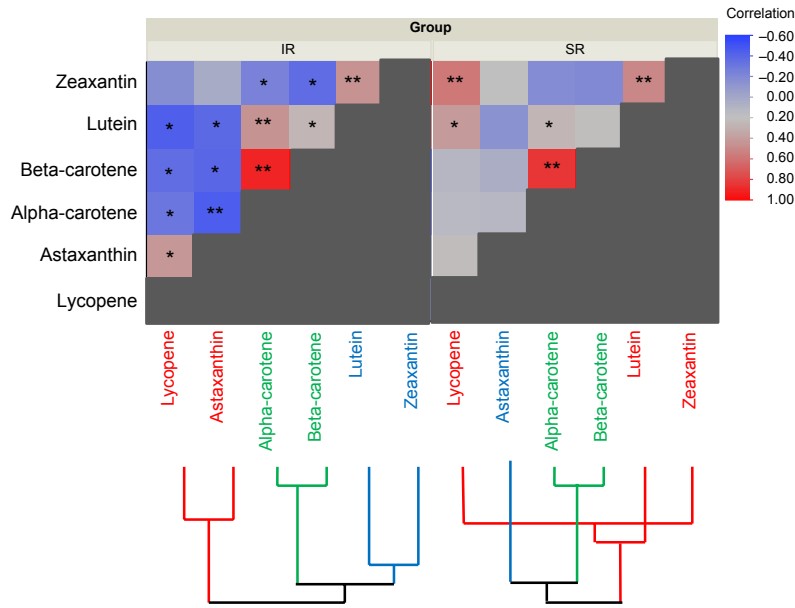 Group
Correlation
IR
SR
–0.60
–0.40
–0.20
0.00
0.20
0.40
0.60
0.80
1.00
Zeaxantin
* * ** ** **
Lutein
* * ** * * *
Beta-carotene
* * ** **
Alpha-carotene
* **
Astaxanthin
*
Lycopene
Lycopene
Astaxanthin
Alpha-carotene
Beta-carotene
Lutein
Zeaxantin
Lycopene
Astaxanthin
Alpha-carotene
Beta-carotene
Lutein
Zeaxantin